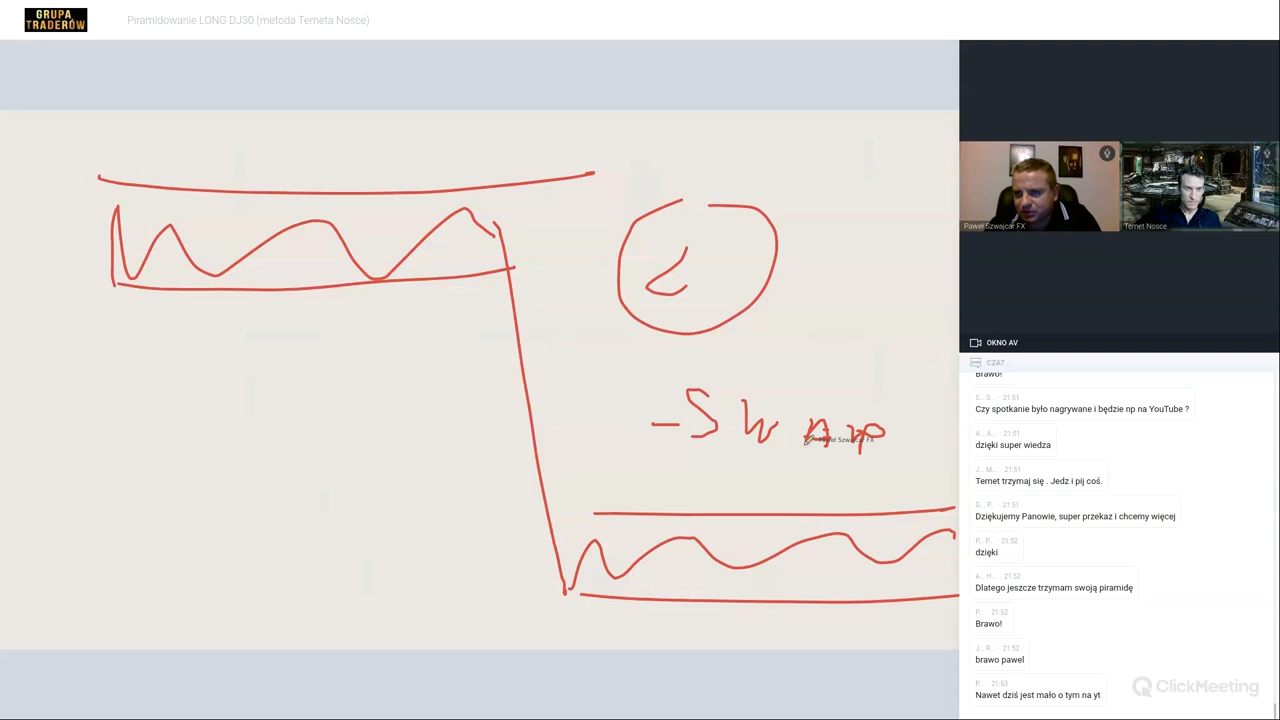 GRUPA
TRADERÓW
Piramidowanie LONG DJ30 (metoda Temeta Nosce)
- Swap
Paweł Szwajcar FX
Paweł Szwajcar FX
Temet Nosce
OKNO AV
CZAT
Brawo!
S... S... · 21:51
Czy spotkanie było nagrywane i będzie np na YouTube ?
A... A... · 21:51
dzięki super wiedza
J... M... · 21:51
Temet trzymaj się . Jedz i pij coś.
G... P... · 21:51
Dziękujemy Panowie, super przekaz i chcemy więcej
P... P... · 21:52
dzięki
A... H... · 21:52
Dlatego jeszcze trzymam swoją piramidę
P... · 21:52
Brawo!
J... R... · 21:52
brawo pawel
P... · 21:53
Nawet dziś jest mało o tym na yt
ClickMeeting